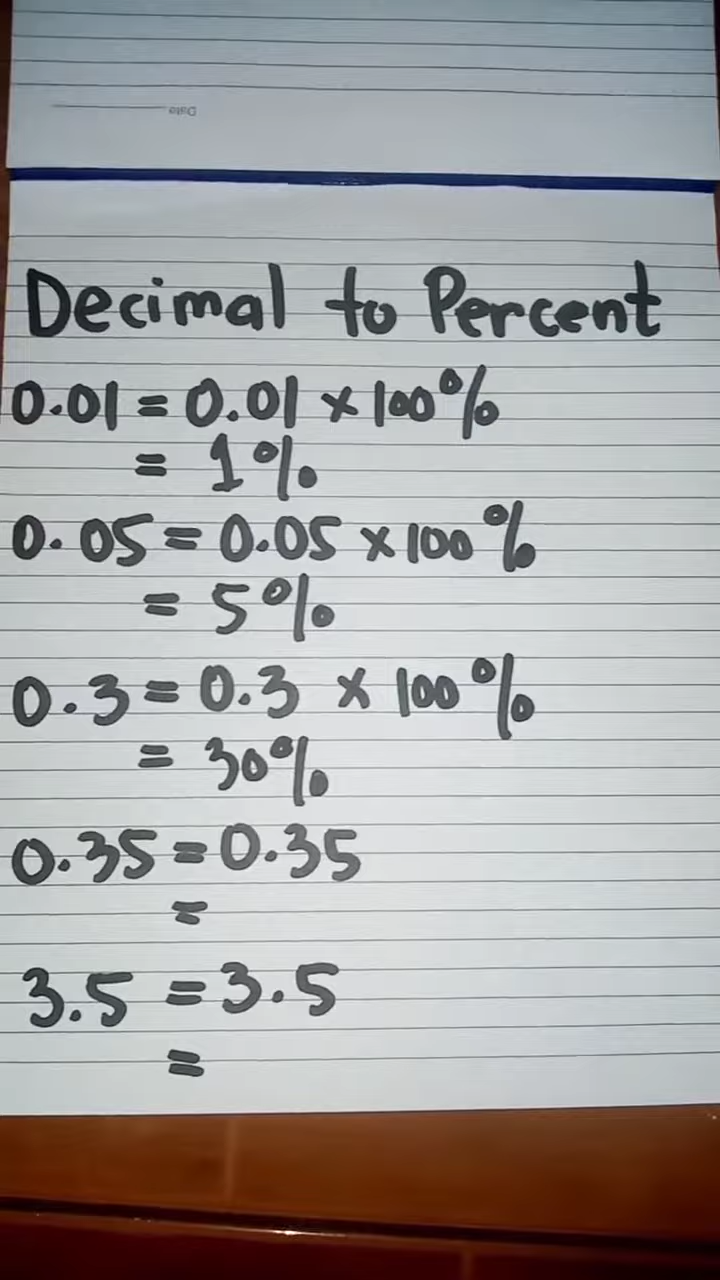 Date
Decimal to Percent
0.01 = 0.01 × 100%
= 1%
0.05 = 0.05 × 100%
= 5%
0.3 = 0.3 × 100%
= 30%
0.35 = 0.35
=
3.5 = 3.5
=